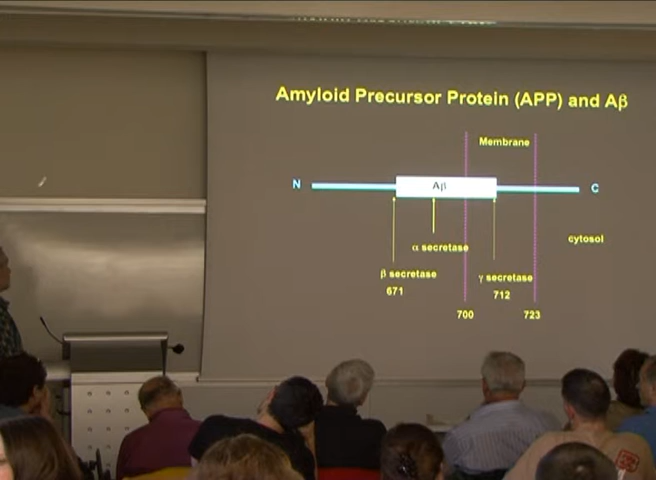 Amyloid Precursor Protein (APP) and Aβ
Membrane
N
Aβ
C
cytosol
α secretase
β secretase
γ secretase
671
712
700
723